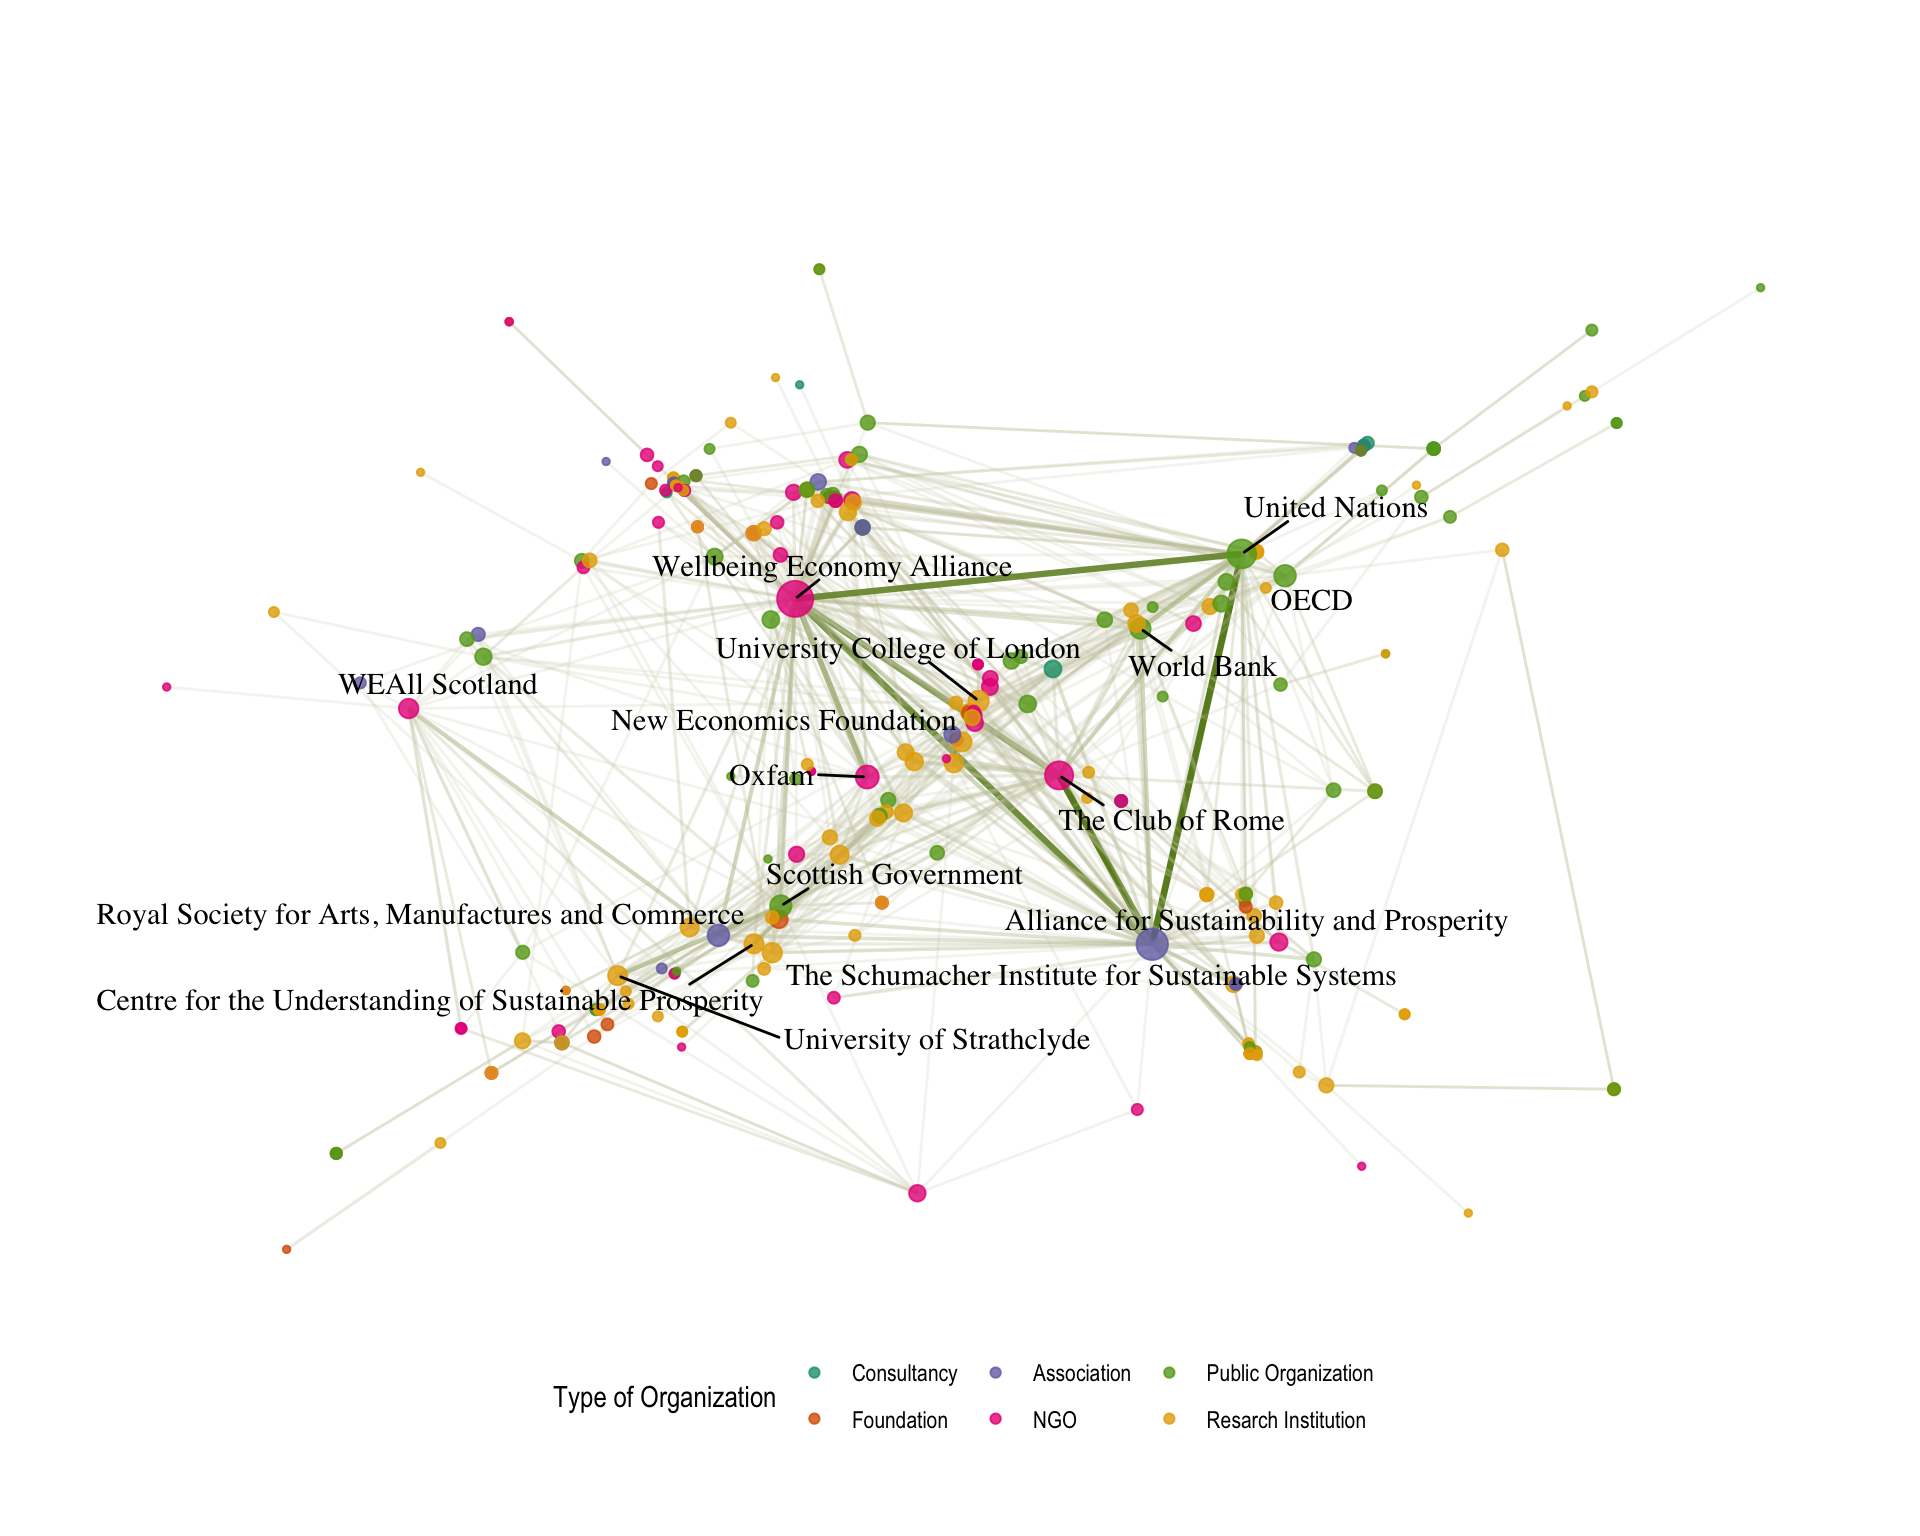 United Nations
Wellbeing Economy Alliance
OECD
University College of London
World Bank
WEAll Scotland
New Economics Foundation
Oxfam
The Club of Rome
Scottish Government
Royal Society for Arts, Manufactures and Commerce
Alliance for Sustainability and Prosperity
The Schumacher Institute for Sustainable Systems
Centre for the Understanding of Sustainable Prosperity
University of Strathclyde
Type of Organization
Consultancy
Association
Public Organization
Foundation
NGO
Resarch Institution